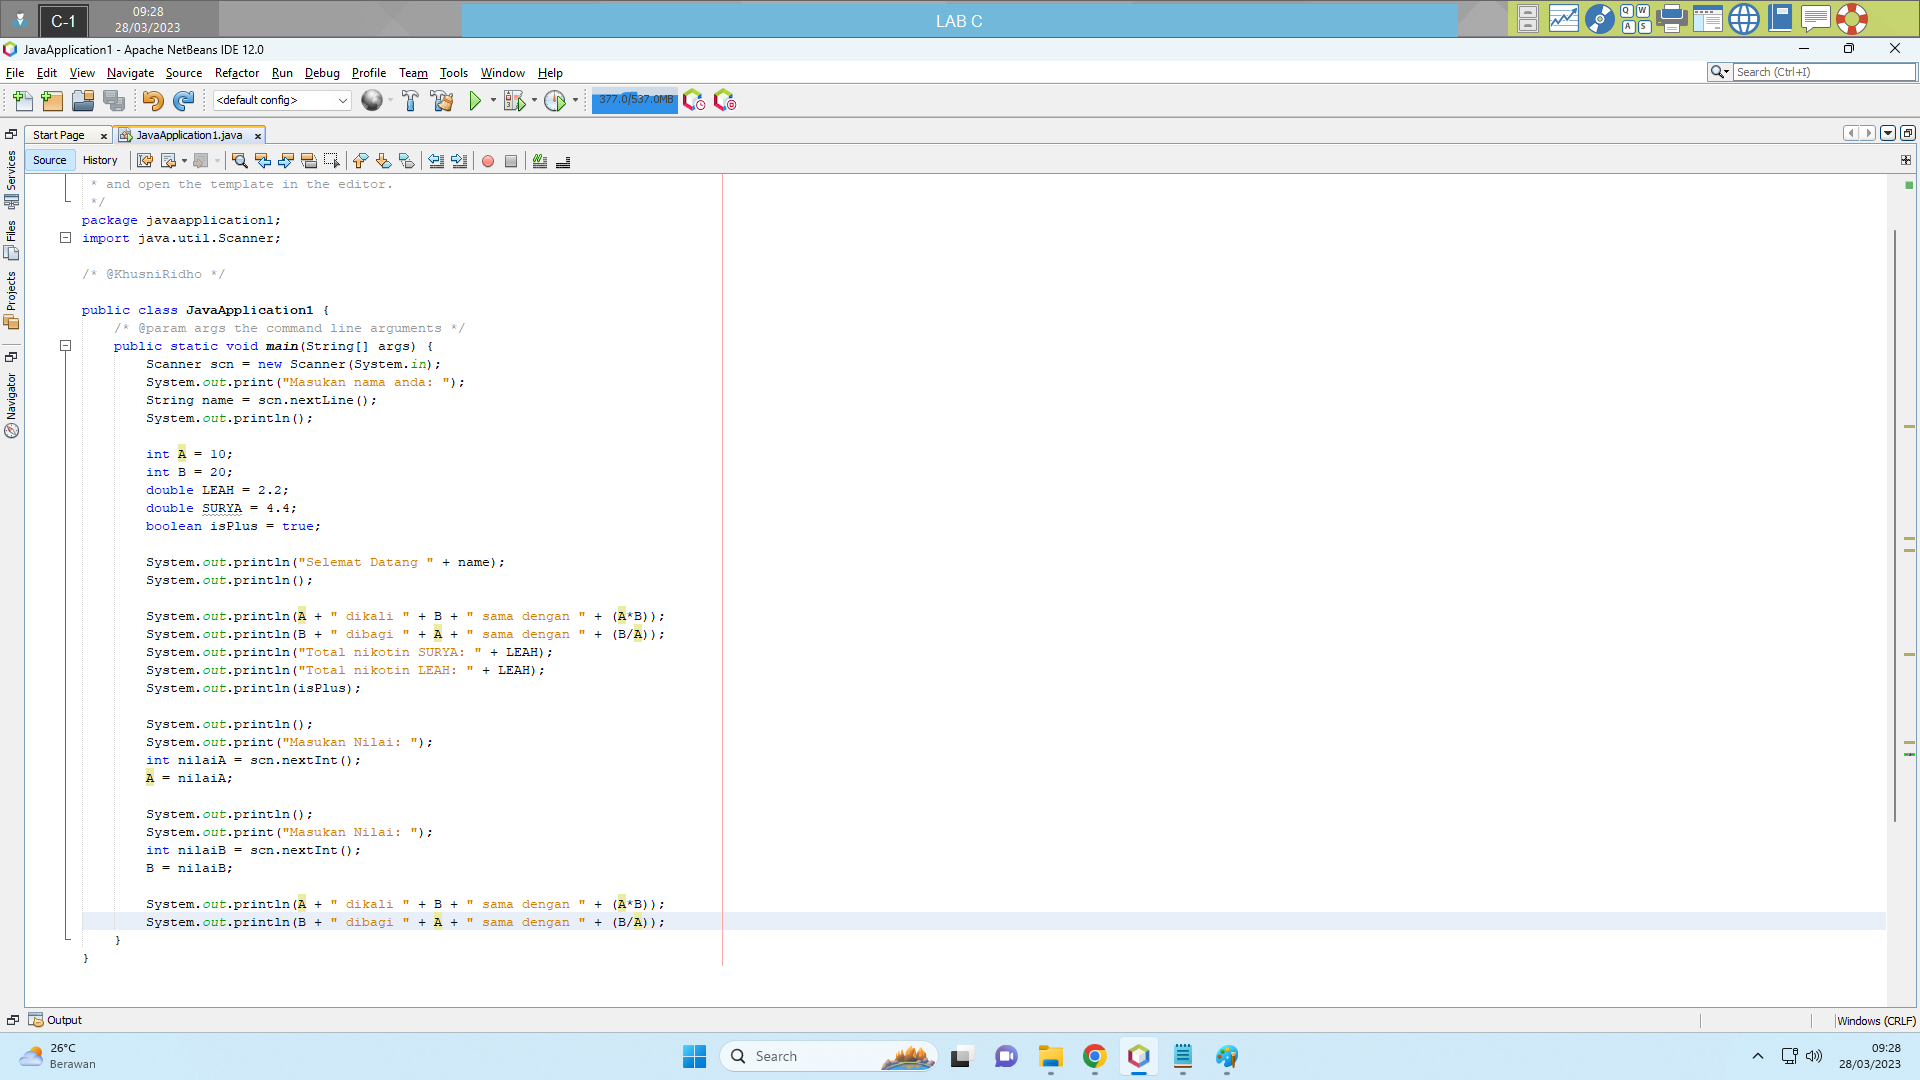 C-1
09:28
28/03/2023
LAB C
Q W
A S
JavaApplication1 - Apache NetBeans IDE 12.0
File Edit View Navigate Source Refactor Run Debug Profile Team Tools Window Help
Search (Ctrl+I)
<default config>
377.0/537.0MB
Start Page
JavaApplication1.java
Source History
Services
Files
Projects
Navigator
* and open the template in the editor.
*/
package javaapplication1;
import java.util.Scanner;
/* @KhusniRidho */
public class JavaApplication1 {
/* @param args the command line arguments */
public static void main(String[] args) {
Scanner scn = new Scanner(System.in);
System.out.print("Masukan nama anda: ");
String name = scn.nextLine();
System.out.println();
int A = 10;
int B = 20;
double LEAH = 2.2;
double SURYA = 4.4;
boolean isPlus = true;
System.out.println("Selemat Datang " + name);
System.out.println();
System.out.println(A + " dikali " + B + " sama dengan " + (A*B));
System.out.println(B + " dibagi " + A + " sama dengan " + (B/A));
System.out.println("Total nikotin SURYA: " + LEAH);
System.out.println("Total nikotin LEAH: " + LEAH);
System.out.println(isPlus);
System.out.println();
System.out.print("Masukan Nilai: ");
int nilaiA = scn.nextInt();
A = nilaiA;
System.out.println();
System.out.print("Masukan Nilai: ");
int nilaiB = scn.nextInt();
B = nilaiB;
System.out.println(A + " dikali " + B + " sama dengan " + (A*B));
System.out.println(B + " dibagi " + A + " sama dengan " + (B/A));
}
}
Output
Windows (CRLF)
26°C
Berawan
Search
09:28
28/03/2023